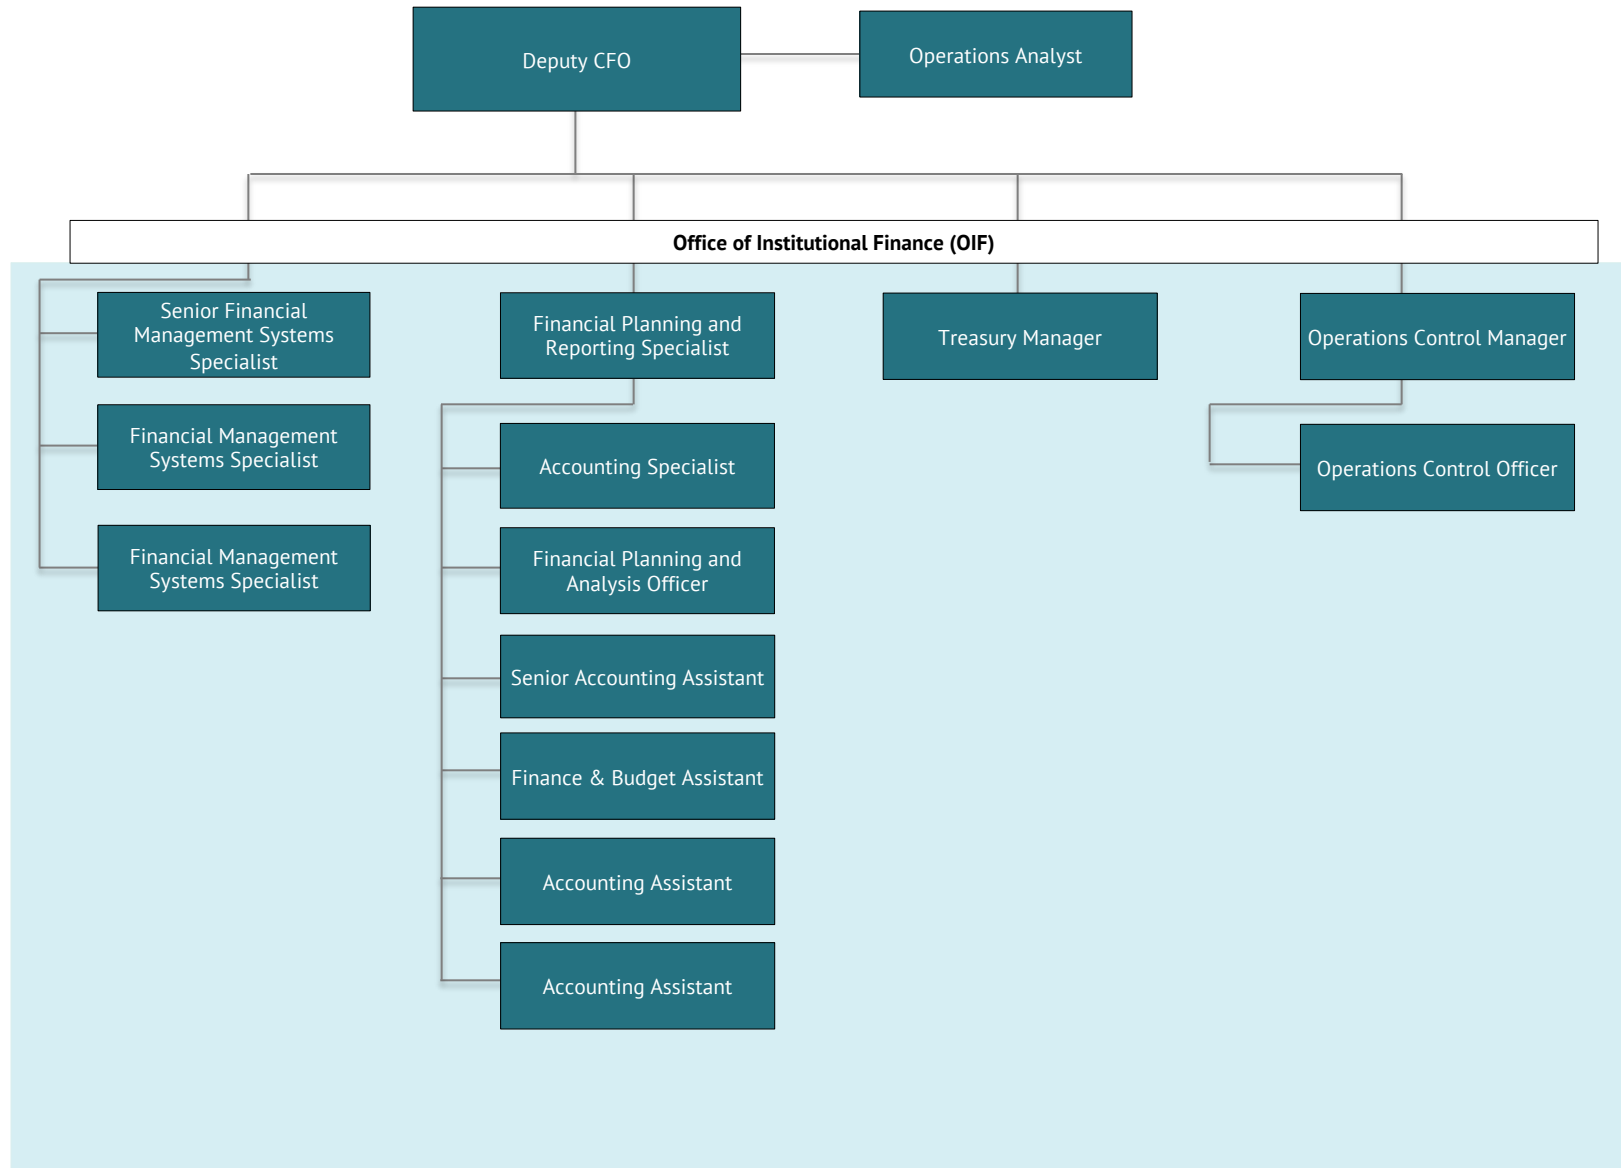 Deputy CFO
Operations Analyst
Office of Institutional Finance (OIF)
Senior Financial
Management Systems
Specialist
Financial Management
Systems Specialist
Financial Management
Systems Specialist
Financial Planning and
Reporting Specialist
Accounting Specialist
Financial Planning and
Analysis Officer
Senior Accounting Assistant
Finance & Budget Assistant
Accounting Assistant
Accounting Assistant
Treasury Manager
Operations Control Manager
Operations Control Officer